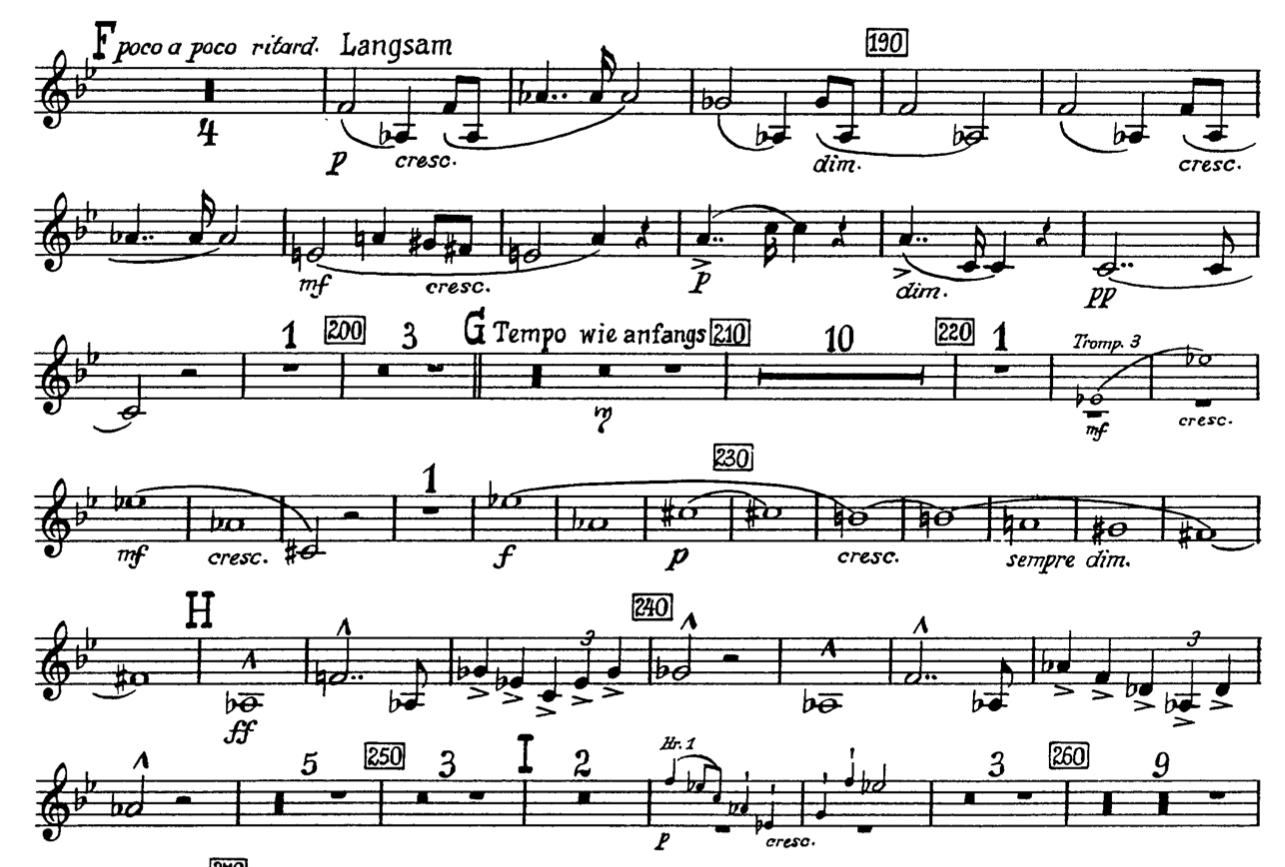 F poco a poco ritard. Langsam 190
4
p cresc. dim. cresc.
mf cresc. p dim. pp
1 200 3 G Tempo wie anfangs 210 10 220 1 Tromp. 3
7 mf cresc.
230
1
mf cresc. f p cresc. sempre dim.
H 240
3 3
ff
5 250 3 I 2 Hr. 1 3 260 9
p cresc.